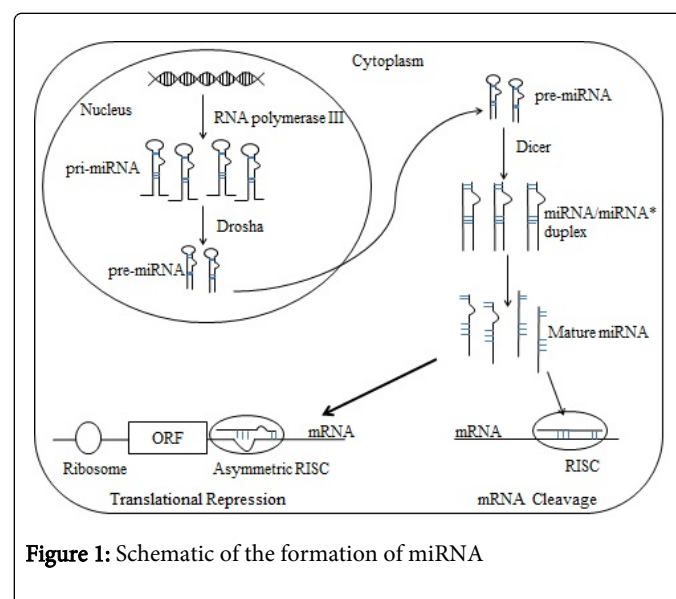 Cytoplasm
Nucleus
RNA polymerase III
pri-miRNA
Drosha
pre-miRNA
pre-miRNA
Dicer
miRNA/miRNA*
duplex
Mature miRNA
ORF
mRNA
Ribosome
Asymmetric RISC
Translational Repression
mRNA
RISC
mRNA Cleavage
Figure 1: Schematic of the formation of miRNA